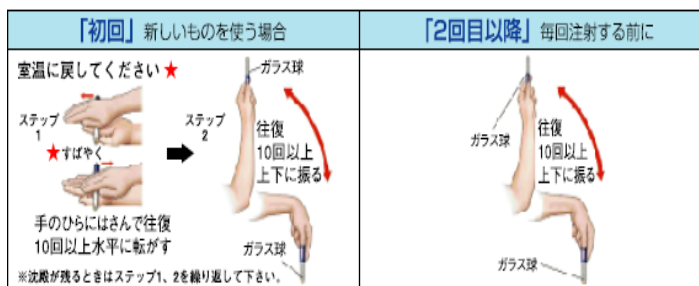 「初回」新しいものを使う場合
室温に戻してください★
ステップ
1
★すばやく
手のひらにはさんで往復
10回以上水平に転がす
※沈殿が残るときはステップ1、2を繰り返して下さい。
ステップ
2
ガラス球
往復
10回以上
上下に振る
ガラス球
「2回目以降」毎回注射する前に
ガラス球
往復
10回以上
上下に振る
ガラス球